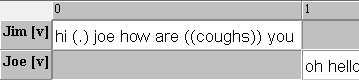 0 1
Jim [v] hi (.) joe how are ((coughs)) you
Joe [v] oh hello